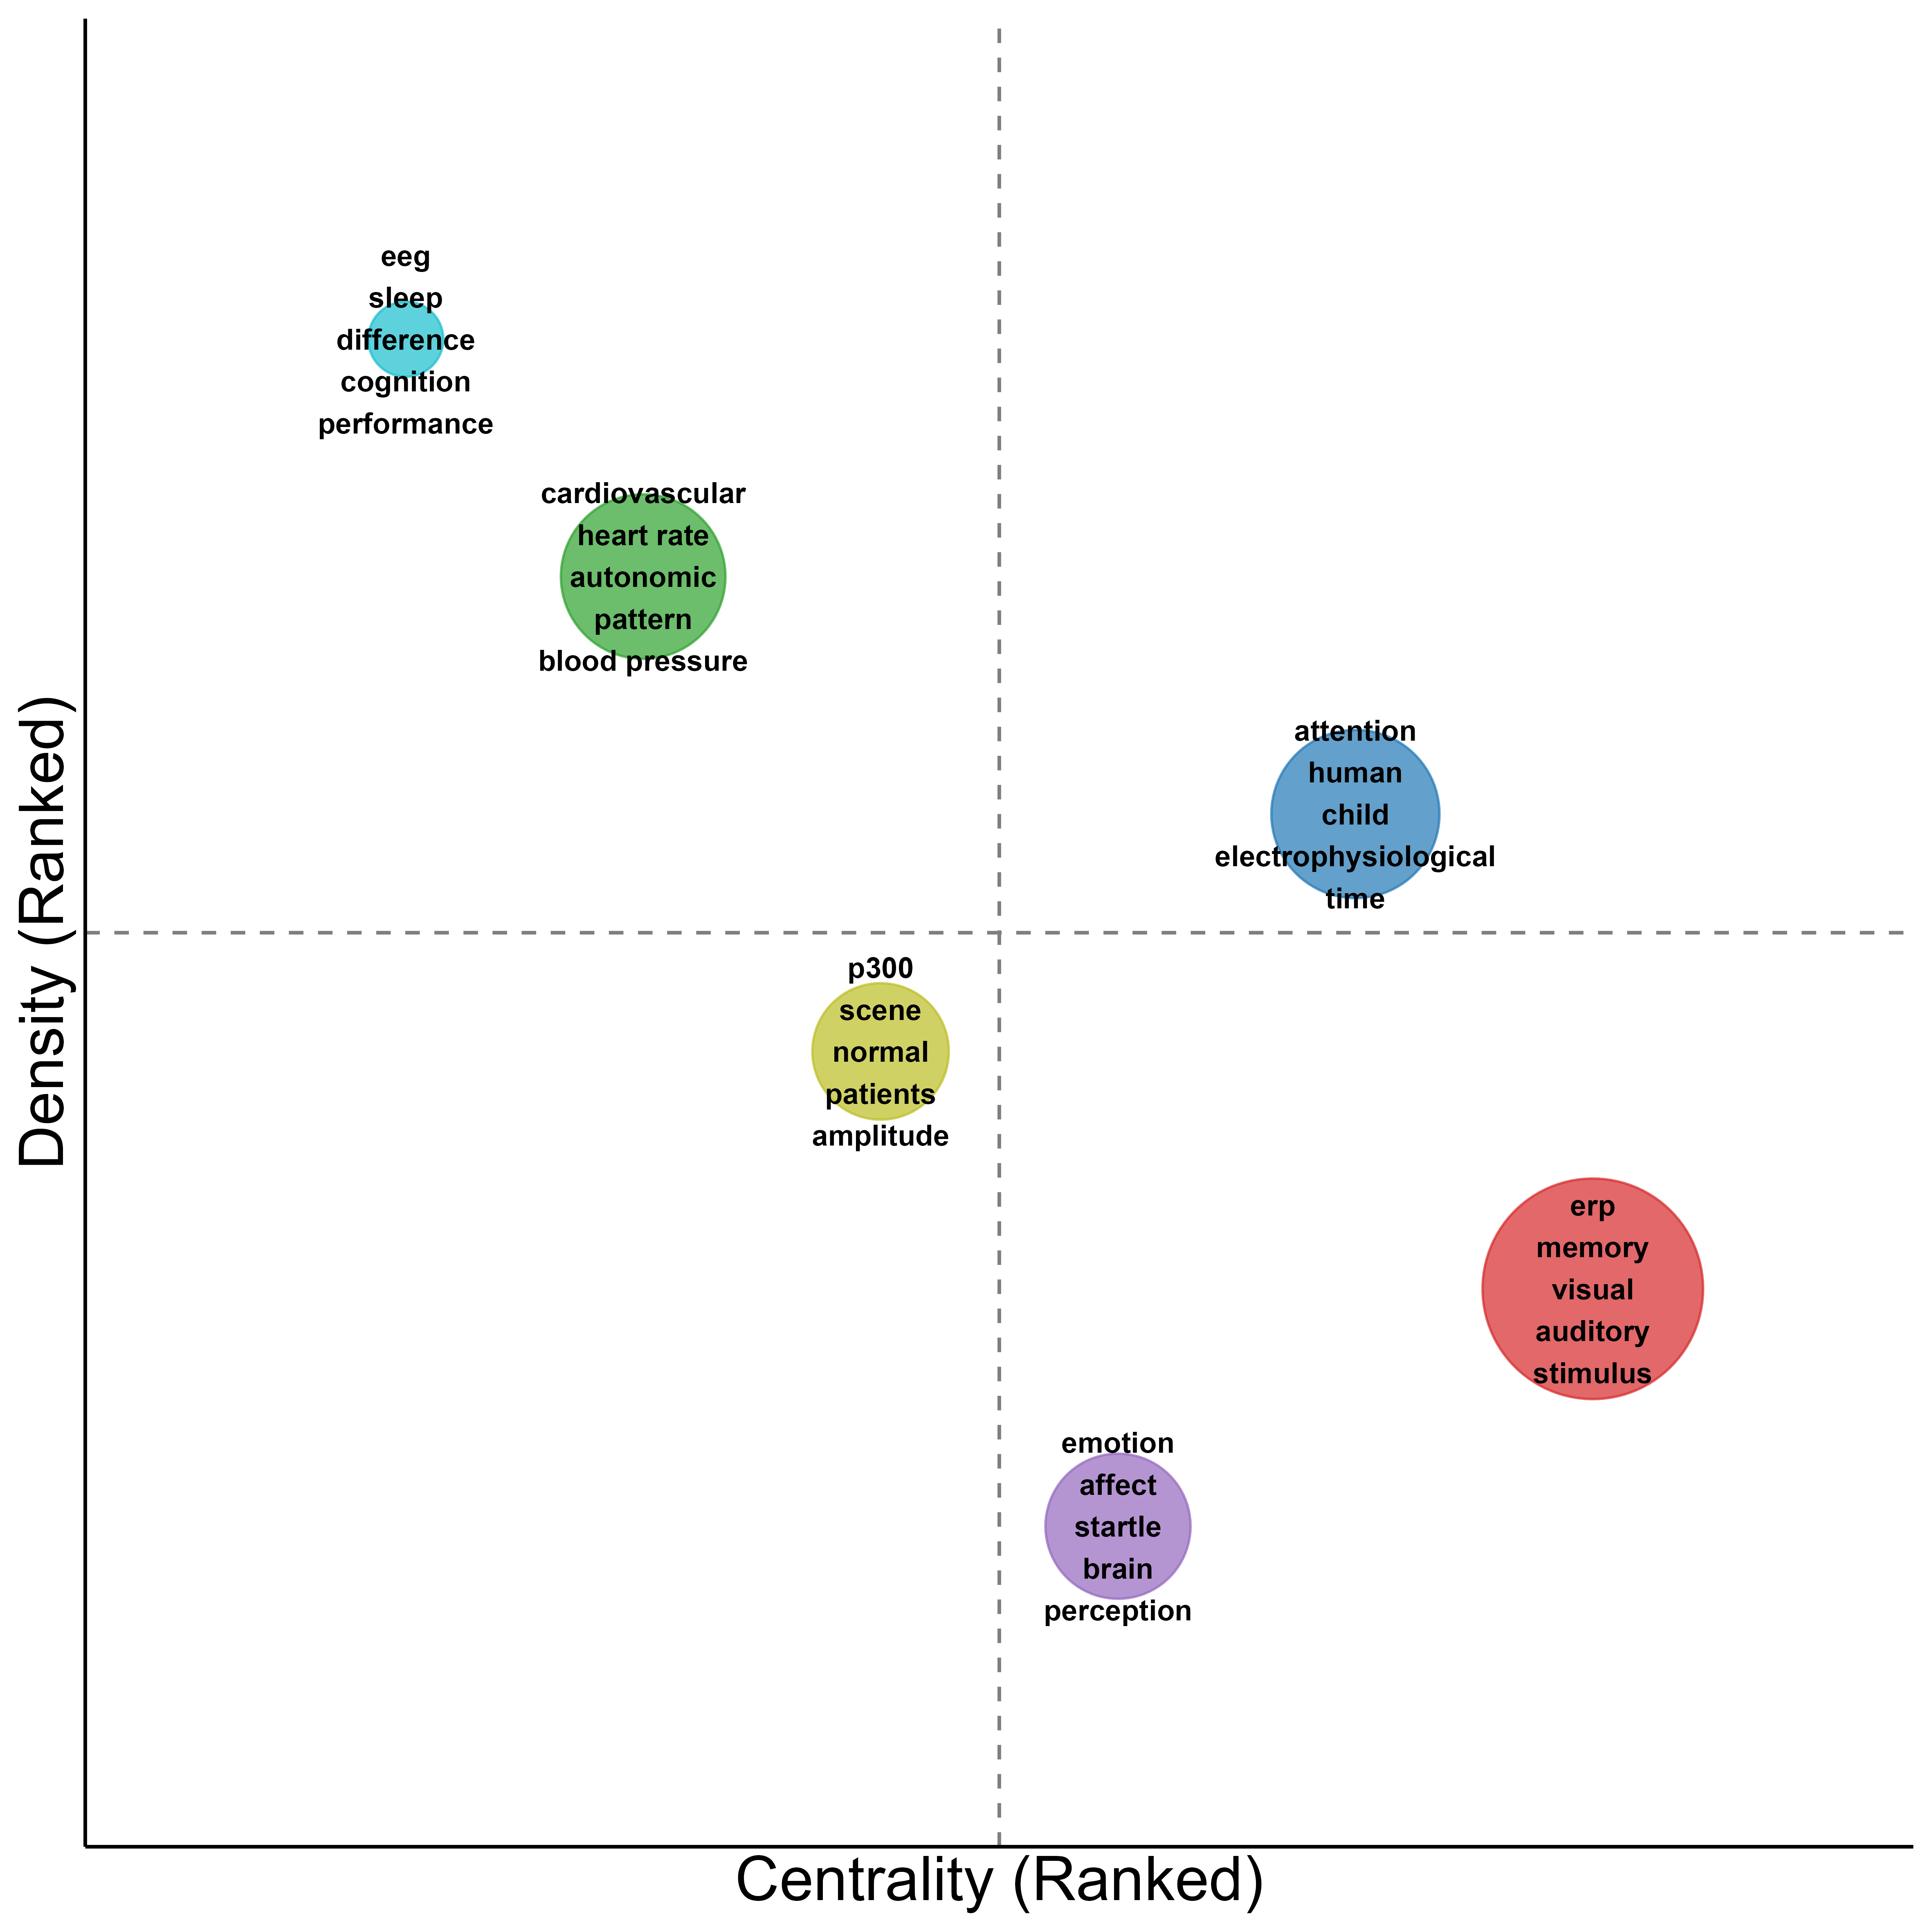 eeg
sleep
difference
cognition
performance
cardiovascular
heart rate
autonomic
pattern
blood pressure
attention
human
child
electrophysiological
time
p300
scene
normal
patients
amplitude
erp
memory
visual
auditory
stimulus
emotion
affect
startle
brain
perception
Density (Ranked)
Centrality (Ranked)